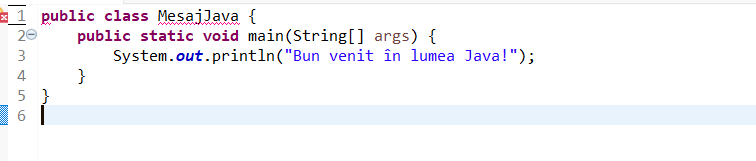 1 public class MesajJava {
2 public static void main(String[] args) {
3 System.out.println("Bun venit în lumea Java!");
4 }
5 }
6